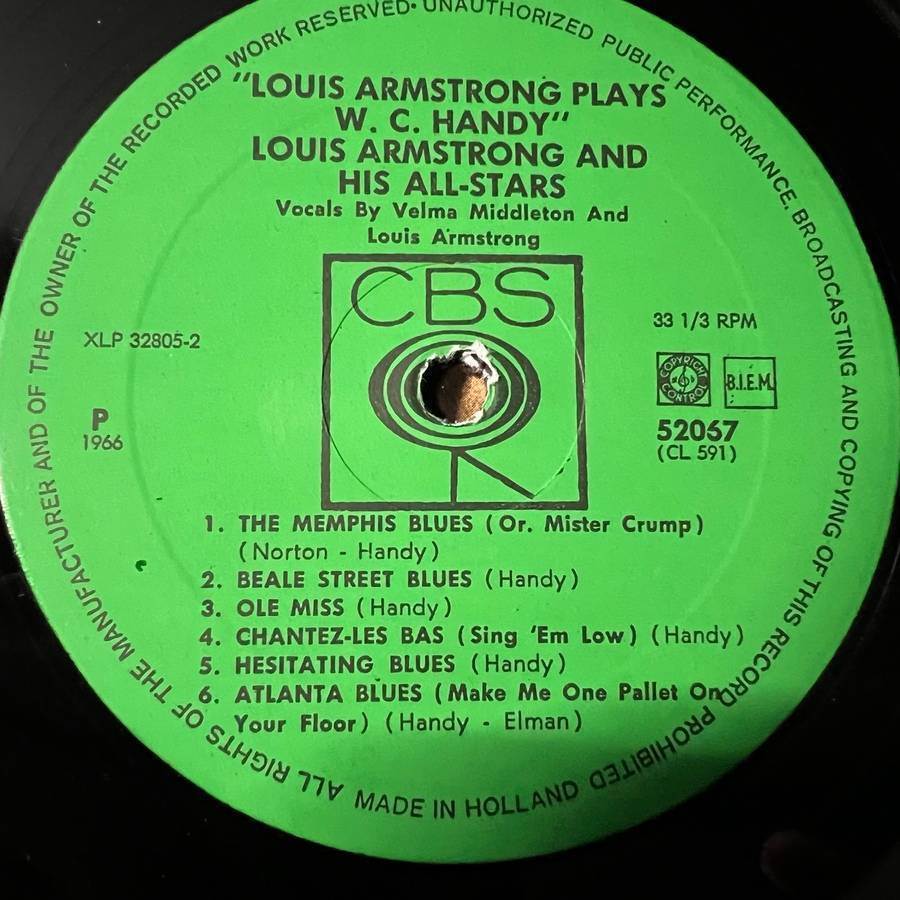 "LOUIS ARMSTRONG PLAYS
W. C. HANDY"
LOUIS ARMSTRONG AND
HIS ALL-STARS
Vocals By Velma Middleton And
Louis Armstrong
CBS
XLP 32805-2
33 1/3 RPM
COPYRIGHT CONTROL
B.I.E.M.
P
1966
52067
(CL 591)
1. THE MEMPHIS BLUES (Or. Mister Crump)
(Norton - Handy)
2. BEALE STREET BLUES (Handy)
3. OLE MISS (Handy)
4. CHANTEZ-LES BAS (Sing 'Em Low) (Handy)
5. HESITATING BLUES (Handy)
6. ATLANTA BLUES (Make Me One Pallet On
Your Floor) (Handy - Elman)
ALL RIGHTS OF THE MANUFACTURER AND OF THE OWNER OF THE RECORDED WORK RESERVED· UNAUTHORIZED PUBLIC PERFORMANCE, BROADCASTING AND COPYING OF THIS RECORD PROHIBITED
MADE IN HOLLAND